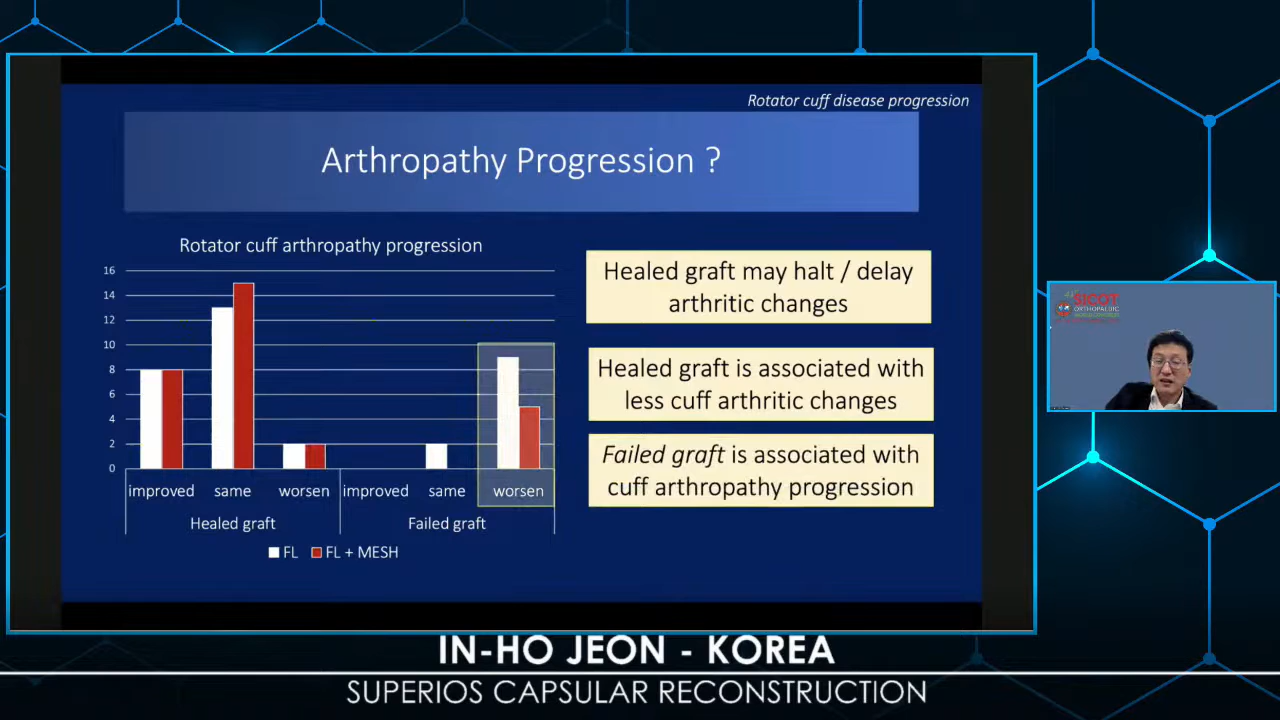 Rotator cuff disease progression
Arthropathy Progression ?
Rotator cuff arthropathy progression
16
14
12
10
8
6
4
2
0
improved same worsen improved same worsen
Healed graft Failed graft
FL FL + MESH
Healed graft may halt / delay
arthritic changes
Healed graft is associated with
less cuff arthritic changes
Failed graft is associated with
cuff arthropathy progression
SICOT
ORTHOPAEDIC
IN-HO JEON - KOREA
SUPERIOS CAPSULAR RECONSTRUCTION